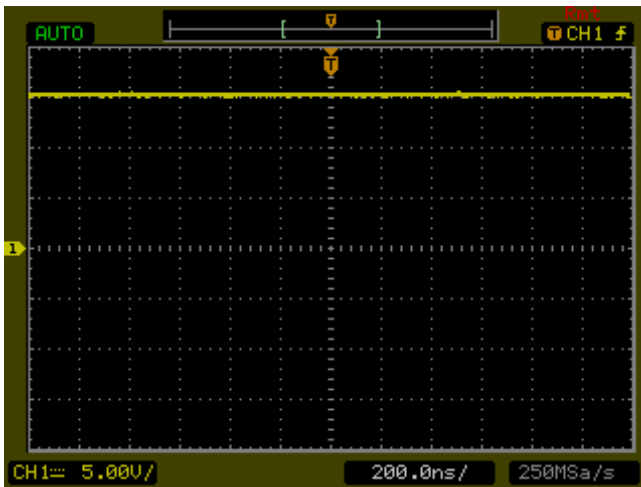 Rmt
AUTO T T CH1
T
1
CH1 5.00V/ 200.0ns/ 250MSa/s